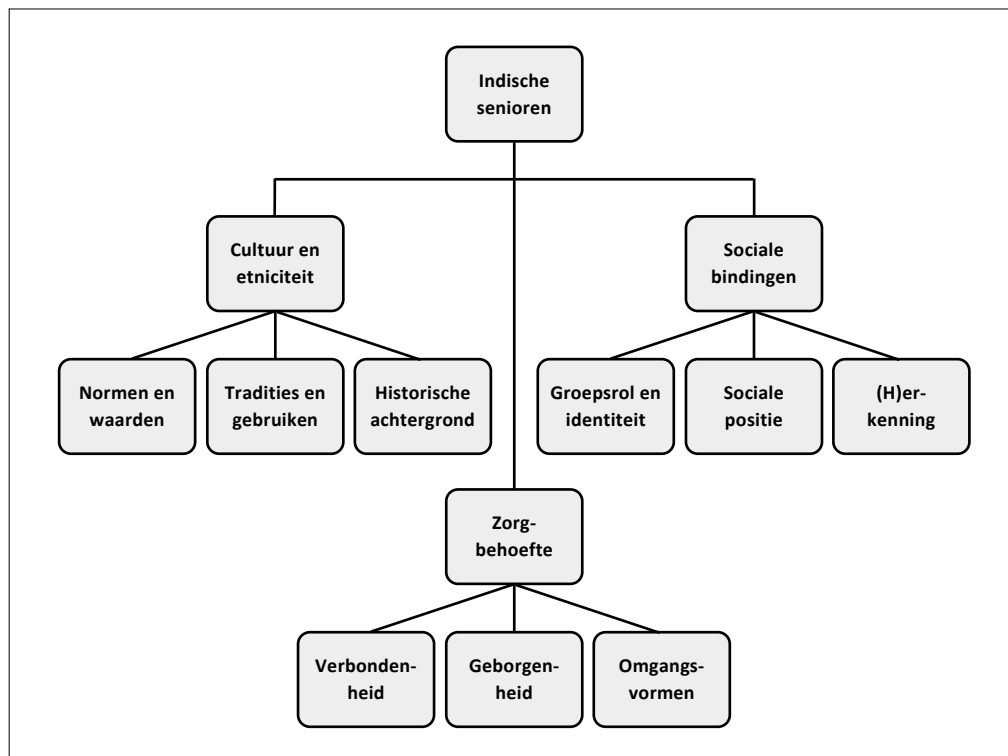 Indische
senioren
Cultuur en
etniciteit
Sociale
bindingen
Normen en
waarden
Tradities en
gebruiken
Historische
achtergrond
Groepsrol en
identiteit
Sociale
positie
(H)er-
kenning
Zorg-
behoefte
Verbonden-
heid
Geborgen-
heid
Omgangs-
vormen